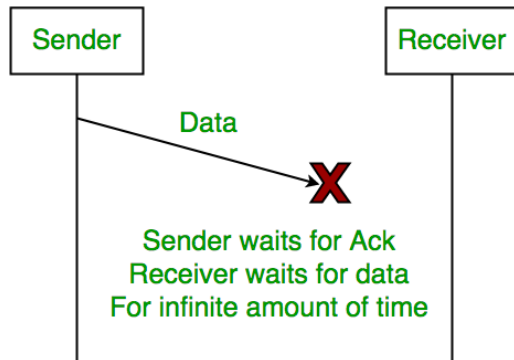 Sender
Receiver
Data
X
Sender waits for Ack
Receiver waits for data
For infinite amount of time